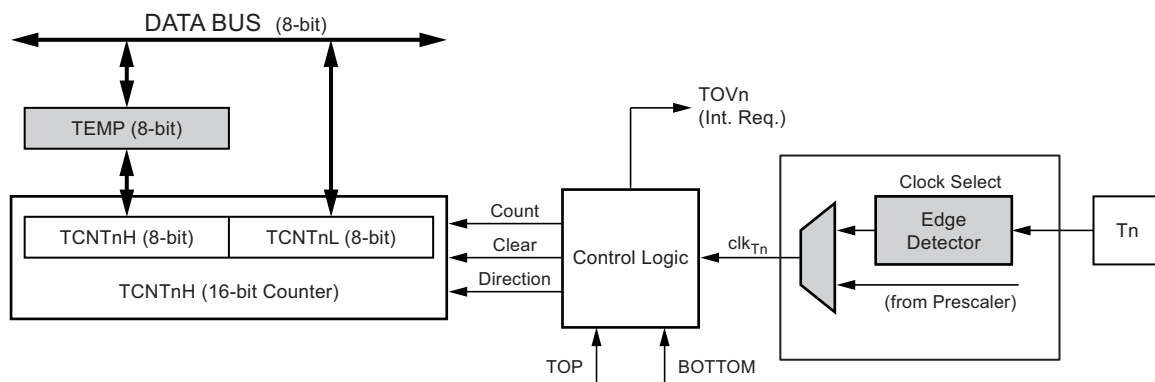 DATA BUS (8-bit)
TEMP (8-bit)
TCNTnH (8-bit)
TCNTnL (8-bit)
TCNTnH (16-bit Counter)
Count
Clear
Direction
TOVn
(Int. Req.)
Control Logic
TOP
BOTTOM
clkTn
Clock Select
Edge
Detector
(from Prescaler)
Tn